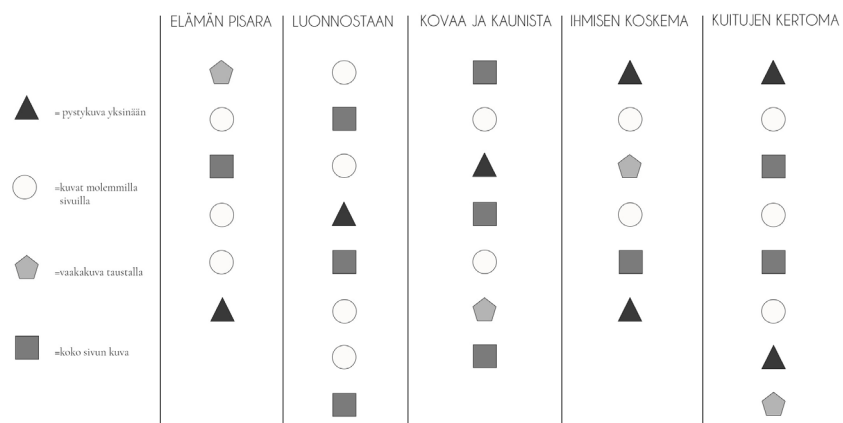 ELÄMÄN PISARA
LUONNOSTAAN
KOVAA JA KAUNISTA
IHMISEN KOSKEMA
KUITUJEN KERTOMA
= pystykuva yksinään
=kuvat molemmilla
sivuilla
=vaakakuva taustalla
=koko sivun kuva